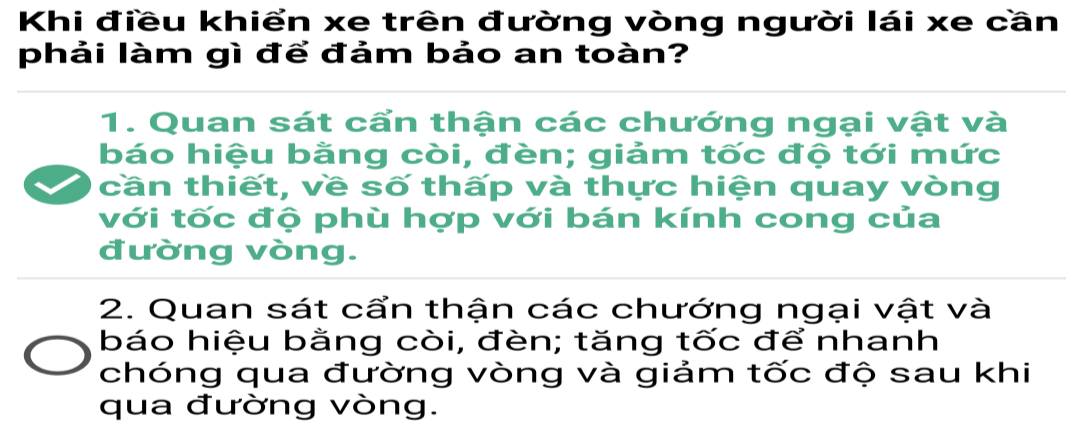 Khi điều khiển xe trên đường vòng người lái xe cần
phải làm gì để đảm bảo an toàn?
1. Quan sát cẩn thận các chướng ngại vật và
báo hiệu bằng còi, đèn; giảm tốc độ tới mức
cần thiết, về số thấp và thực hiện quay vòng
với tốc độ phù hợp với bán kính cong của
đường vòng.
2. Quan sát cẩn thận các chướng ngại vật và
báo hiệu bằng còi, đèn; tăng tốc để nhanh
chóng qua đường vòng và giảm tốc độ sau khi
qua đường vòng.